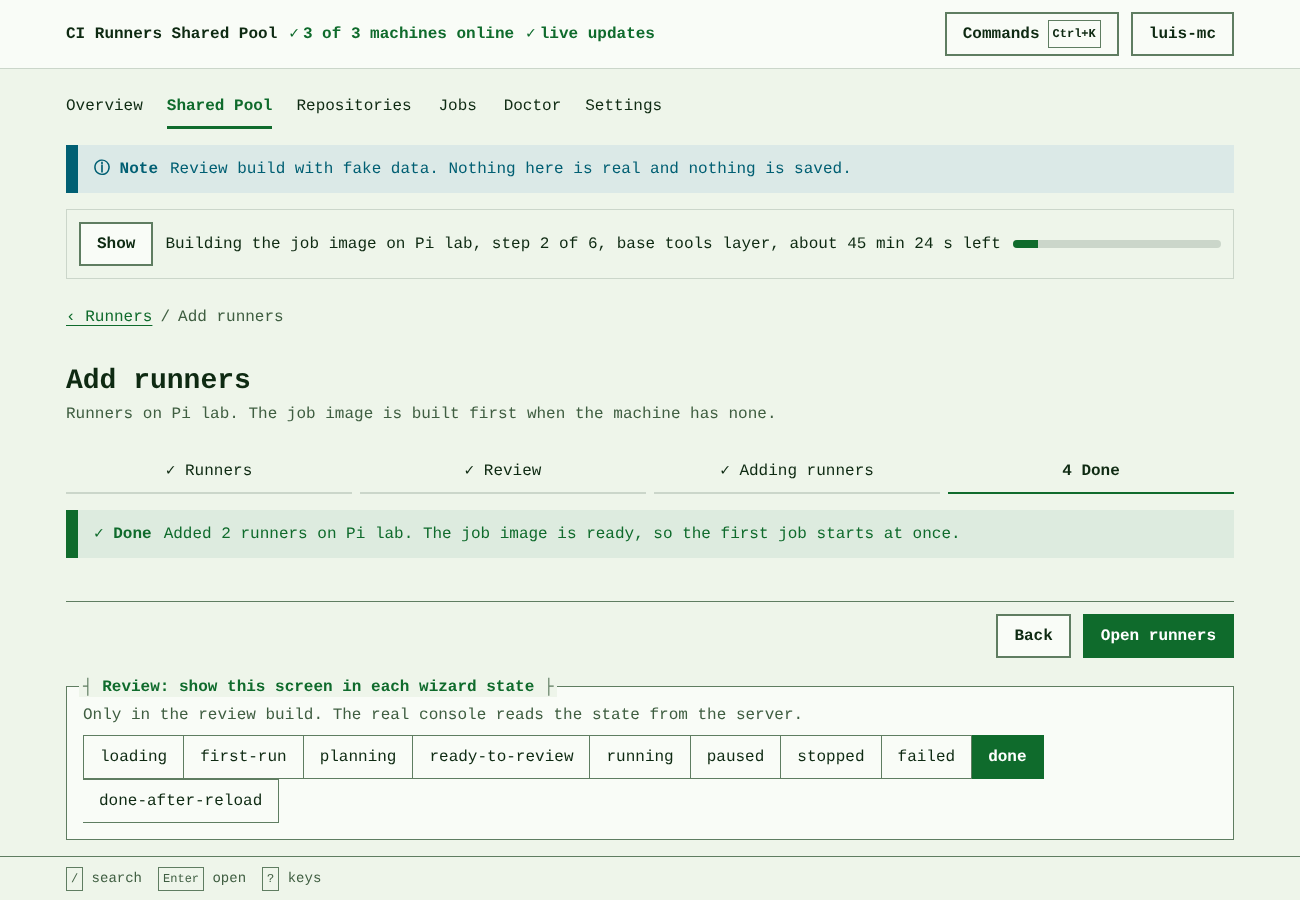 CI Runners Shared Pool ✓ 3 of 3 machines online ✓ live updates Commands Ctrl+K luis-mc
Overview Shared Pool Repositories Jobs Doctor Settings
ⓘ Note Review build with fake data. Nothing here is real and nothing is saved.
Show Building the job image on Pi lab, step 2 of 6, base tools layer, about 45 min 24 s left
‹ Runners / Add runners
Add runners
Runners on Pi lab. The job image is built first when the machine has none.
✓ Runners ✓ Review ✓ Adding runners 4 Done
✓ Done Added 2 runners on Pi lab. The job image is ready, so the first job starts at once.
Back Open runners
┤ Review: show this screen in each wizard state ├
Only in the review build. The real console reads the state from the server.
loading first-run planning ready-to-review running paused stopped failed done
done-after-reload
/ search Enter open ? keys